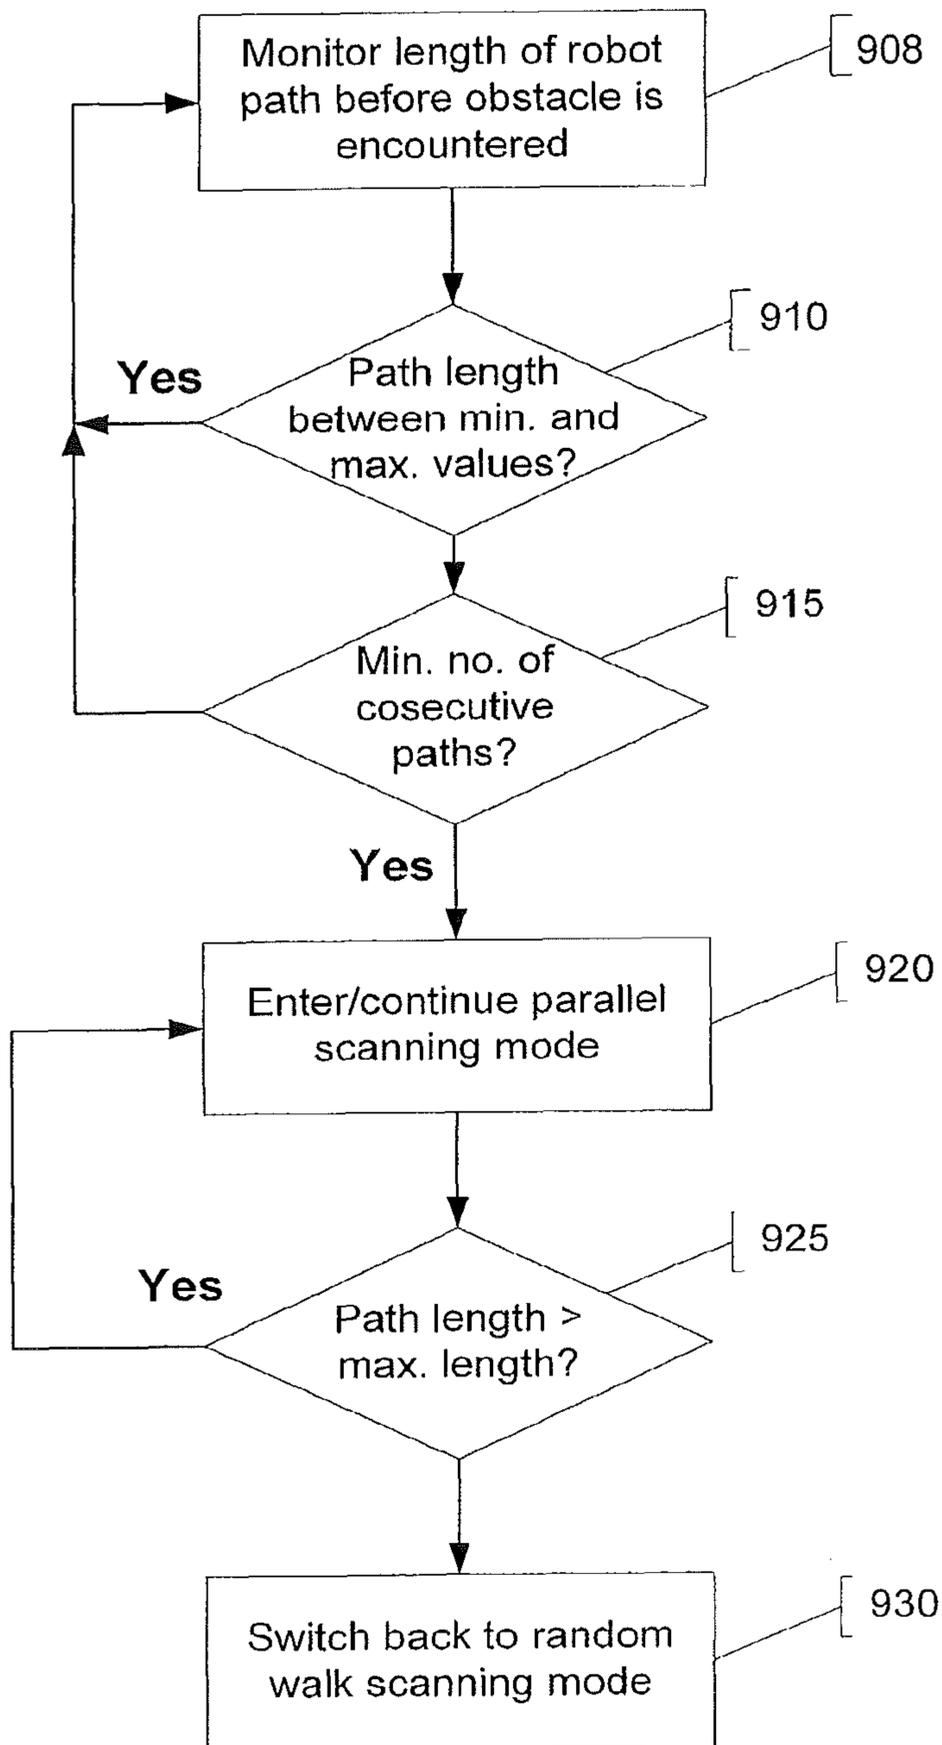 Monitor length of robot
path before obstacle is
encountered
908
910
Yes
Path length
between min. and
max. values?
915
Min. no. of
cosecutive
paths?
Yes
920
Enter/continue parallel
scanning mode
925
Yes
Path length >
max. length?
930
Switch back to random
walk scanning mode